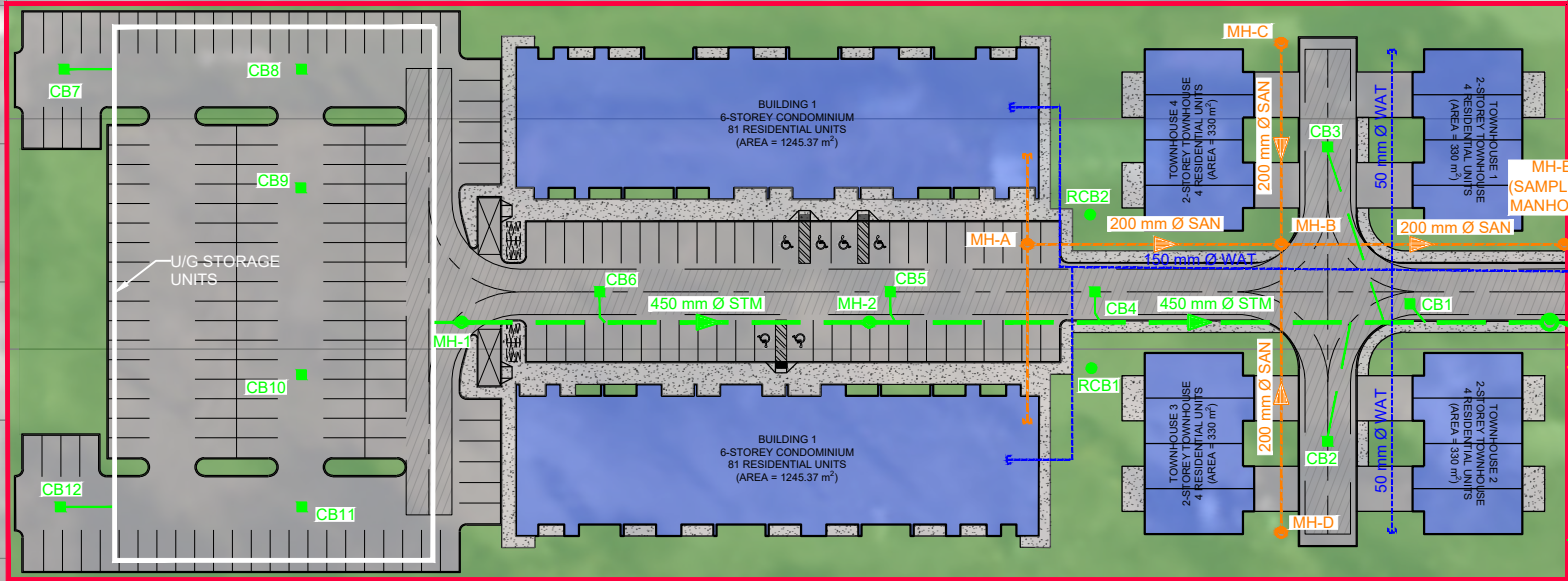 MH-C
CB7
CB8
CB9
U/G STORAGE
UNITS
CB10
CB12
CB11
BUILDING 1
6-STOREY CONDOMINIUM
81 RESIDENTIAL UNITS
(AREA = 1245.37 m²)
RCB2
MH-A
200 mm Ø SAN
MH-B
200 mm Ø SAN
150 mm Ø WAT
CB6
450 mm Ø STM
MH-2
CB5
CB4
450 mm Ø STM
CB1
MH-1
RCB1
BUILDING 1
6-STOREY CONDOMINIUM
81 RESIDENTIAL UNITS
(AREA = 1245.37 m²)
TOWNHOUSE 4
2-STOREY TOWNHOUSE
4 RESIDENTIAL UNITS
(AREA = 330 m²)
200 mm Ø SAN
CB3
50 mm Ø WAT
TOWNHOUSE 1
2-STOREY TOWNHOUSE
4 RESIDENTIAL UNITS
(AREA = 330 m²)
MH-E
(SAMPL
MANHO
TOWNHOUSE 3
2-STOREY TOWNHOUSE
4 RESIDENTIAL UNITS
(AREA = 330 m²)
200 mm Ø SAN
CB2
50 mm Ø WAT
TOWNHOUSE 2
2-STOREY TOWNHOUSE
4 RESIDENTIAL UNITS
(AREA = 330 m²)
MH-D